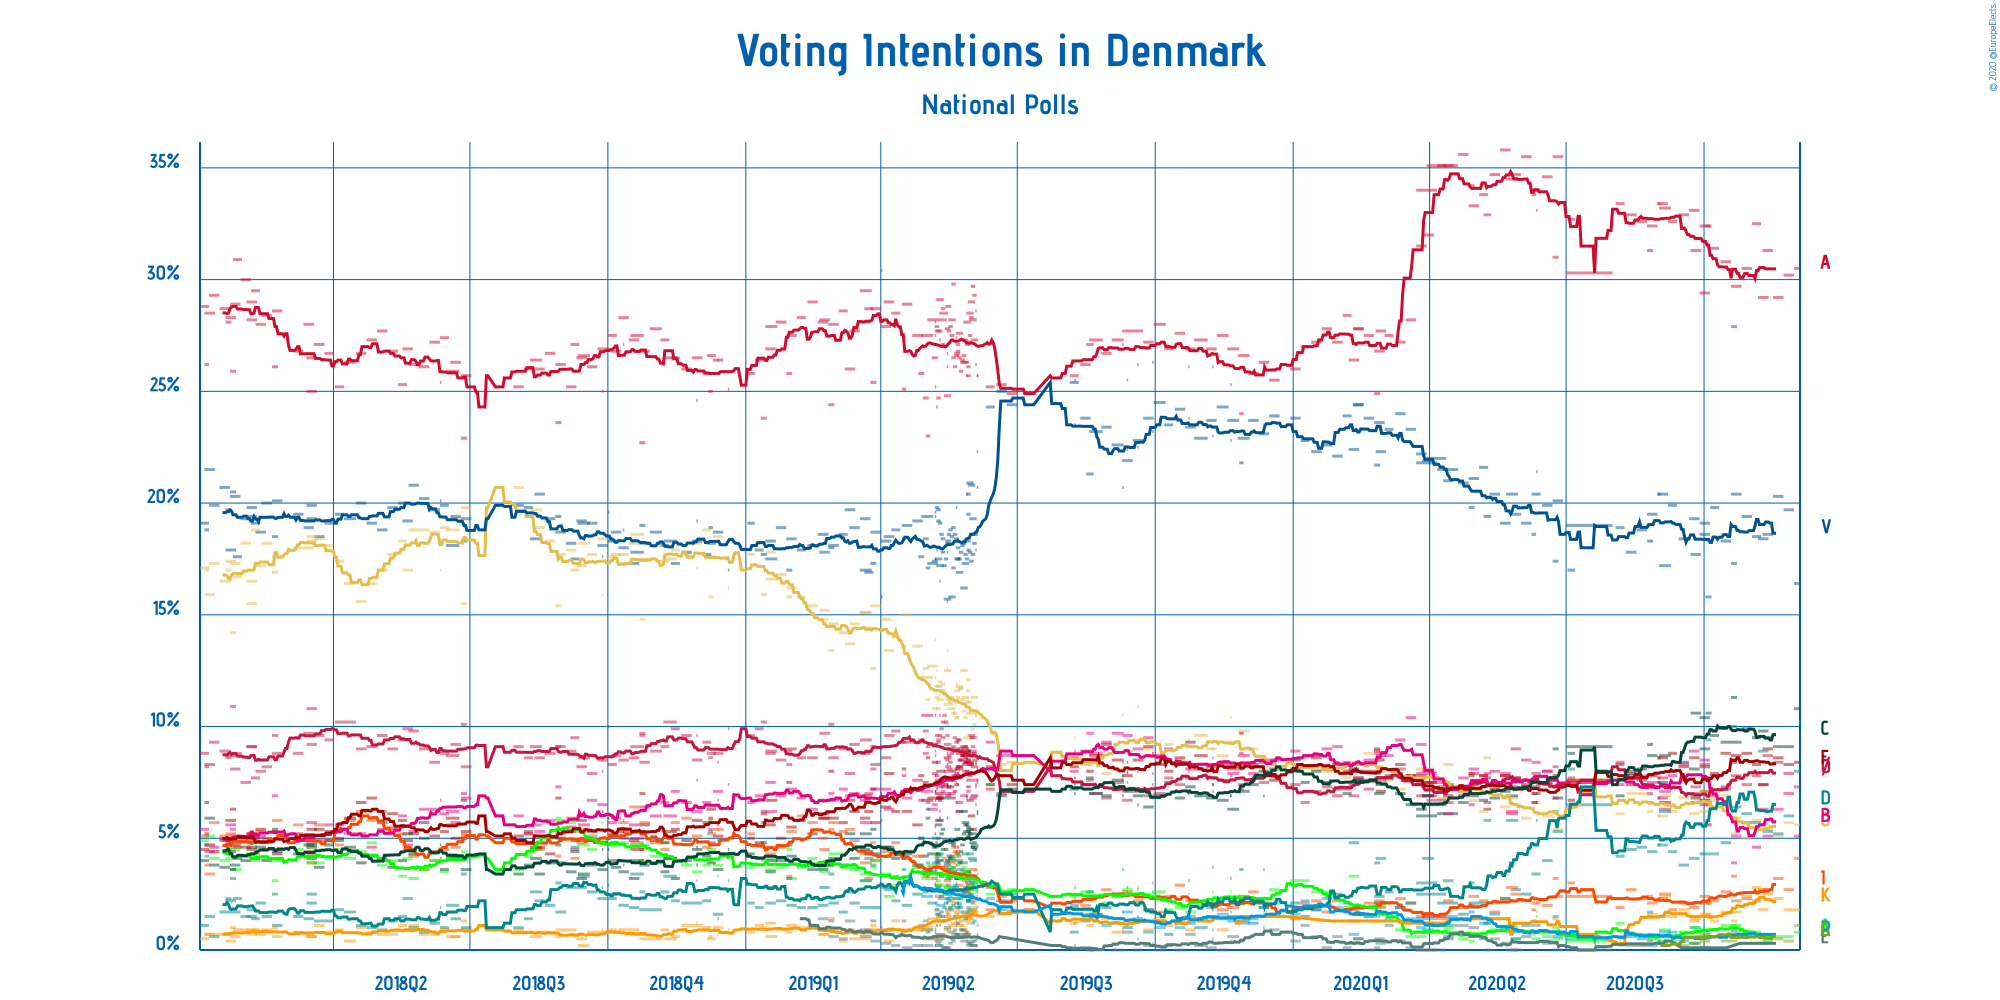 © 2020 @EuropeElects
Voting Intentions in Denmark
National Polls
35%
30%
25%
20%
15%
10%
5%
0%
A
V
C
F
Ø
D
B
O
1
K
E
2018Q2 2018Q3 2018Q4 2019Q1 2019Q2 2019Q3 2019Q4 2020Q1 2020Q2 2020Q3